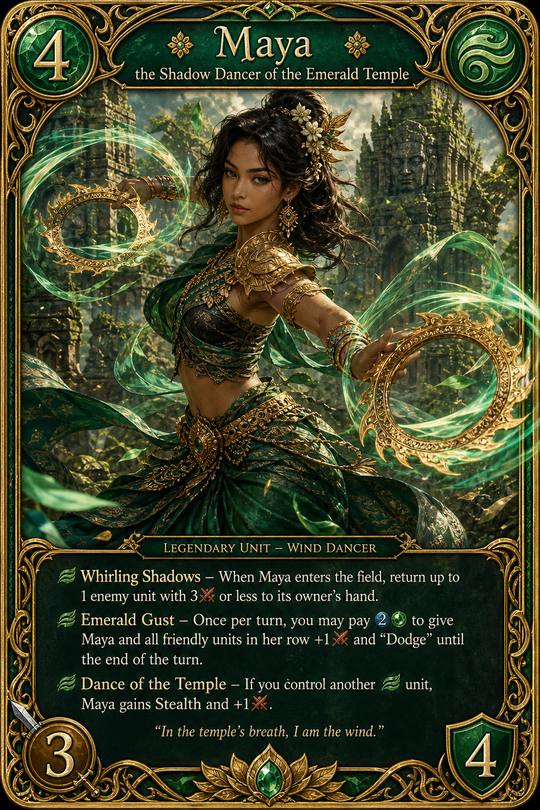 4
Maya
the Shadow Dancer of the Emerald Temple
LEGENDARY UNIT – WIND DANCER
Whirling Shadows – When Maya enters the field, return up to
1 enemy unit with 3 or less to its owner's hand.
Emerald Gust – Once per turn, you may pay 2 to give
Maya and all friendly units in her row +1 and “Dodge” until
the end of the turn.
Dance of the Temple – If you control another unit,
Maya gains Stealth and +1.
“In the temple's breath, I am the wind.”
3
4